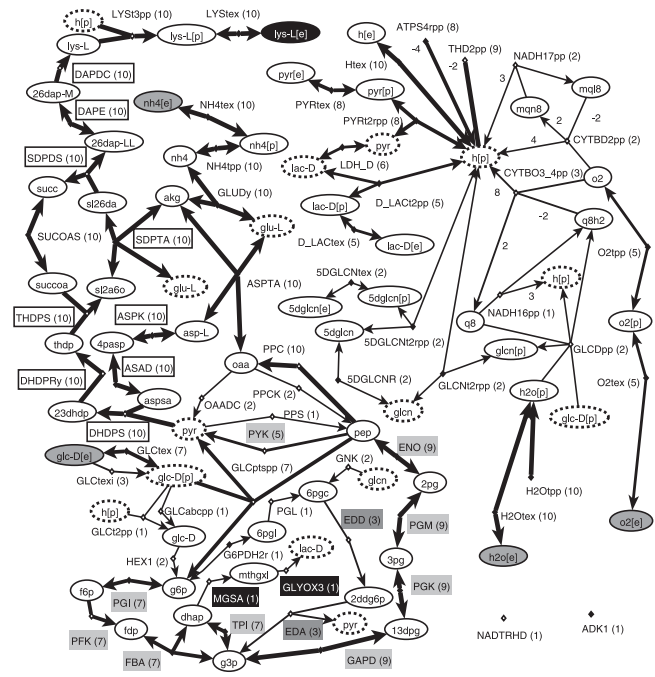 h[p]
LYSt3pp (10)
LYStex (10)
lys-L
lys-L[p]
lys-L[e]
h[e]
ATPS4rpp (8)
-4
THD2pp (9)
-2
Htex (10)
NADH17pp (2)
3
mql8
mqn8
-2
2
4
CYTBD2pp (2)
pyr[e]
pyr[p]
PYRtex (8)
PYRt2rpp (8)
DAPDC (10)
26dap-M
DAPE (10)
nh4[e]
NH4tex (10)
nh4[p]
nh4
NH4tpp (10)
pyr
lac-D
LDH_D (6)
h[p]
CYTBO3_4pp (3)
8
o2
26dap-LL
SDPDS (10)
succ
sl26da
akg
GLUDy (10)
glu-L
lac-D[p]
D_LACt2pp (5)
-2
q8h2
SUCOAS (10)
SDPTA (10)
D_LACtex (5)
lac-D[e]
2
O2tpp (5)
glu-L
ASPTA (10)
5DGLCNtex (2)
h[p]
succoa
sl2a6o
5dglcn[e]
5dglcn[p]
3
NADH16pp (1)
THDPS (10)
ASPK (10)
asp-L
5dglcn
5DGLCNt2rpp (2)
q8
o2[p]
thdp
4pasp
PPC (10)
glcn[p]
GLCDpp (2)
ASAD (10)
oaa
5DGLCNR (2)
GLCNt2rpp (2)
O2tex (5)
DHDPRy (10)
PPCK (2)
h2o[p]
aspsa
OAADC (2)
glcn
23dhdp
PPS (1)
glc-D[p]
DHDPS (10)
pyr
PYK (5)
pep
glc-D[e]
GLCtex (7)
ENO (9)
GLCptspp (7)
GLCtexi (3)
glc-D[p]
GNK (2)
glcn
2pg
H2Otpp (10)
6pgc
h[p]
GLCabcpp (1)
PGL (1)
H2Otex (10)
o2[e]
GLCt2pp (1)
EDD (3)
PGM (9)
glc-D
6pgl
G6PDH2r (1)
lac-D
HEX1 (2)
3pg
h2o[e]
g6p
mthgxl
GLYOX3 (1)
f6p
PGI (7)
MGSA (1)
2ddg6p
PGK (9)
dhap
TPI (7)
EDA (3)
pyr
13dpg
PFK (7)
fdp
FBA (7)
g3p
GAPD (9)
NADTRHD (1)
ADK1 (1)